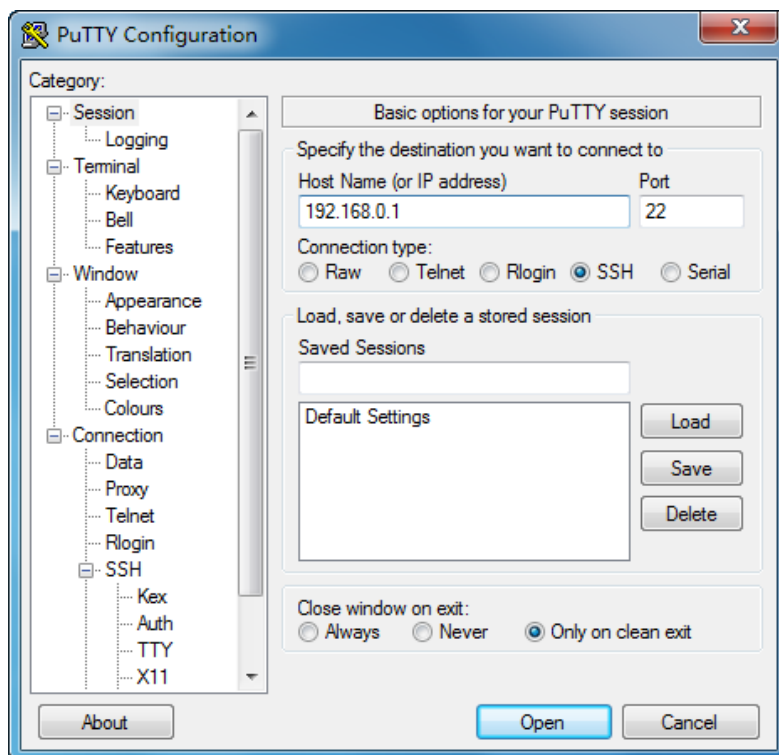 PuTTY Configuration
Category:
Session
Logging
Terminal
Keyboard
Bell
Features
Window
Appearance
Behaviour
Translation
Selection
Colours
Connection
Data
Proxy
Telnet
Rlogin
SSH
Kex
Auth
TTY
X11
Basic options for your PuTTY session
Specify the destination you want to connect to
Host Name (or IP address) Port
192.168.0.1 22
Connection type:
Raw Telnet Rlogin SSH Serial
Load, save or delete a stored session
Saved Sessions
Default Settings
Load
Save
Delete
Close window on exit:
Always Never Only on clean exit
About Open Cancel